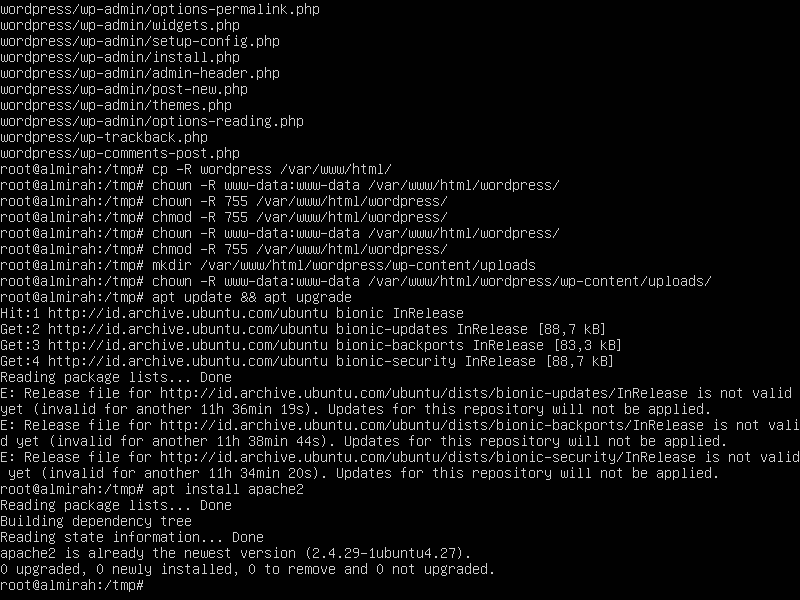 wordpress/wp-admin/options-permalink.php
wordpress/wp-admin/widgets.php
wordpress/wp-admin/setup-config.php
wordpress/wp-admin/install.php
wordpress/wp-admin/admin-header.php
wordpress/wp-admin/post-new.php
wordpress/wp-admin/themes.php
wordpress/wp-admin/options-reading.php
wordpress/wp-trackback.php
wordpress/wp-comments-post.php
root@almirah:/tmp# cp -R wordpress /var/www/html/
root@almirah:/tmp# chown -R www-data:www-data /var/www/html/wordpress/
root@almirah:/tmp# chown -R 755 /var/www/html/wordpress/
root@almirah:/tmp# chmod -R 755 /var/www/html/wordpress/
root@almirah:/tmp# chown -R www-data:www-data /var/www/html/wordpress/
root@almirah:/tmp# chmod -R 755 /var/www/html/wordpress/
root@almirah:/tmp# mkdir /var/www/html/wordpress/wp-content/uploads
root@almirah:/tmp# chown -R www-data:www-data /var/www/html/wordpress/wp-content/uploads/
root@almirah:/tmp# apt update && apt upgrade
Hit:1 http://id.archive.ubuntu.com/ubuntu bionic InRelease
Get:2 http://id.archive.ubuntu.com/ubuntu bionic-updates InRelease [88,7 kB]
Get:3 http://id.archive.ubuntu.com/ubuntu bionic-backports InRelease [83,3 kB]
Get:4 http://id.archive.ubuntu.com/ubuntu bionic-security InRelease [88,7 kB]
Reading package lists... Done
E: Release file for http://id.archive.ubuntu.com/ubuntu/dists/bionic-updates/InRelease is not valid
yet (invalid for another 11h 36min 19s). Updates for this repository will not be applied.
E: Release file for http://id.archive.ubuntu.com/ubuntu/dists/bionic-backports/InRelease is not vali
d yet (invalid for another 11h 38min 44s). Updates for this repository will not be applied.
E: Release file for http://id.archive.ubuntu.com/ubuntu/dists/bionic-security/InRelease is not valid
 yet (invalid for another 11h 34min 20s). Updates for this repository will not be applied.
root@almirah:/tmp# apt install apache2
Reading package lists... Done
Building dependency tree
Reading state information... Done
apache2 is already the newest version (2.4.29-1ubuntu4.27).
0 upgraded, 0 newly installed, 0 to remove and 0 not upgraded.
root@almirah:/tmp#